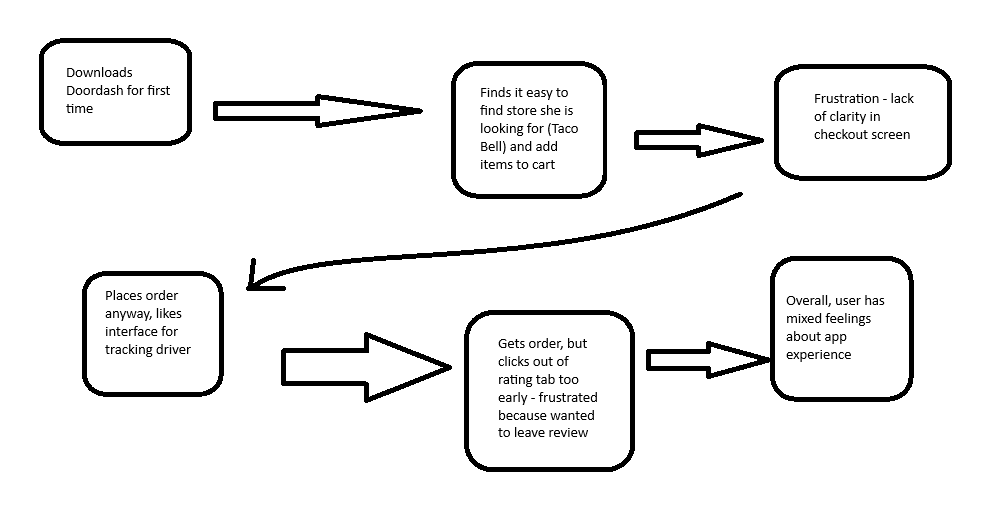 Downloads
Doordash for first
time
Finds it easy to
find store she is
looking for (Taco
Bell) and add
items to cart
Frustration - lack
of clarity in
checkout screen
Places order
anyway, likes
interface for
tracking driver
Gets order, but
clicks out of
rating tab too
early - frustrated
because wanted
to leave review
Overall, user has
mixed feelings
about app
experience